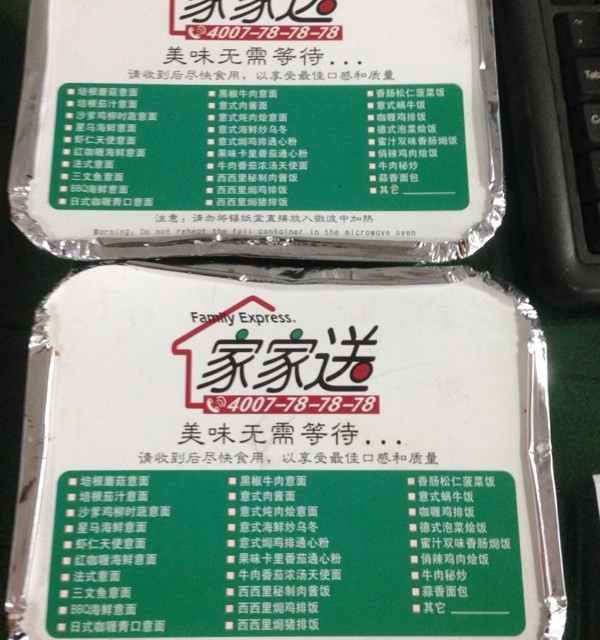 家家送
4007-78-78-78
美味无需等待...
请收到后尽快食用，以享受最佳口感和质量
培根蘑菇意面
培根茄汁意面
沙爹鸡柳时蔬意面
星马海鲜意面
虾仁天使意面
红咖喱海鲜意面
法式意面
三文鱼意面
BBQ海鲜意面
日式咖喱青口意面
黑椒牛肉意面
意式肉酱面
意式炖肉烩意面
意式海鲜炒乌冬
意式焗鸡排通心粉
果味卡里番茄通心粉
牛肉番茄浓汤天使面
西西里秘制肉酱饭
西西里焗鸡排饭
西西里焗猪排饭
香肠松仁菠菜饭
意式蜗牛饭
咖喱鸡排饭
德式泡菜烩饭
蜜汁双味香肠焗饭
俏辣鸡肉烩饭
牛肉秘炒
蒜香面包
其它
注意：请勿将锡纸盒直接放入微波中加热
Warning: Do not reheat the foil container in the microwave oven
Family Express.
家家送
4007-78-78-78
美味无需等待...
请收到后尽快食用，以享受最佳口感和质量
培根蘑菇意面
培根茄汁意面
沙爹鸡柳时蔬意面
星马海鲜意面
虾仁天使意面
红咖喱海鲜意面
法式意面
三文鱼意面
BBQ海鲜意面
日式咖喱青口意面
黑椒牛肉意面
意式肉酱面
意式炖肉烩意面
意式海鲜炒乌冬
意式焗鸡排通心粉
果味卡里番茄通心粉
牛肉番茄浓汤天使面
西西里秘制肉酱饭
西西里焗鸡排饭
西西里焗猪排饭
香肠松仁菠菜饭
意式蜗牛饭
咖喱鸡排饭
德式泡菜烩饭
蜜汁双味香肠焗饭
俏辣鸡肉烩饭
牛肉秘炒
蒜香面包
其它
Tab